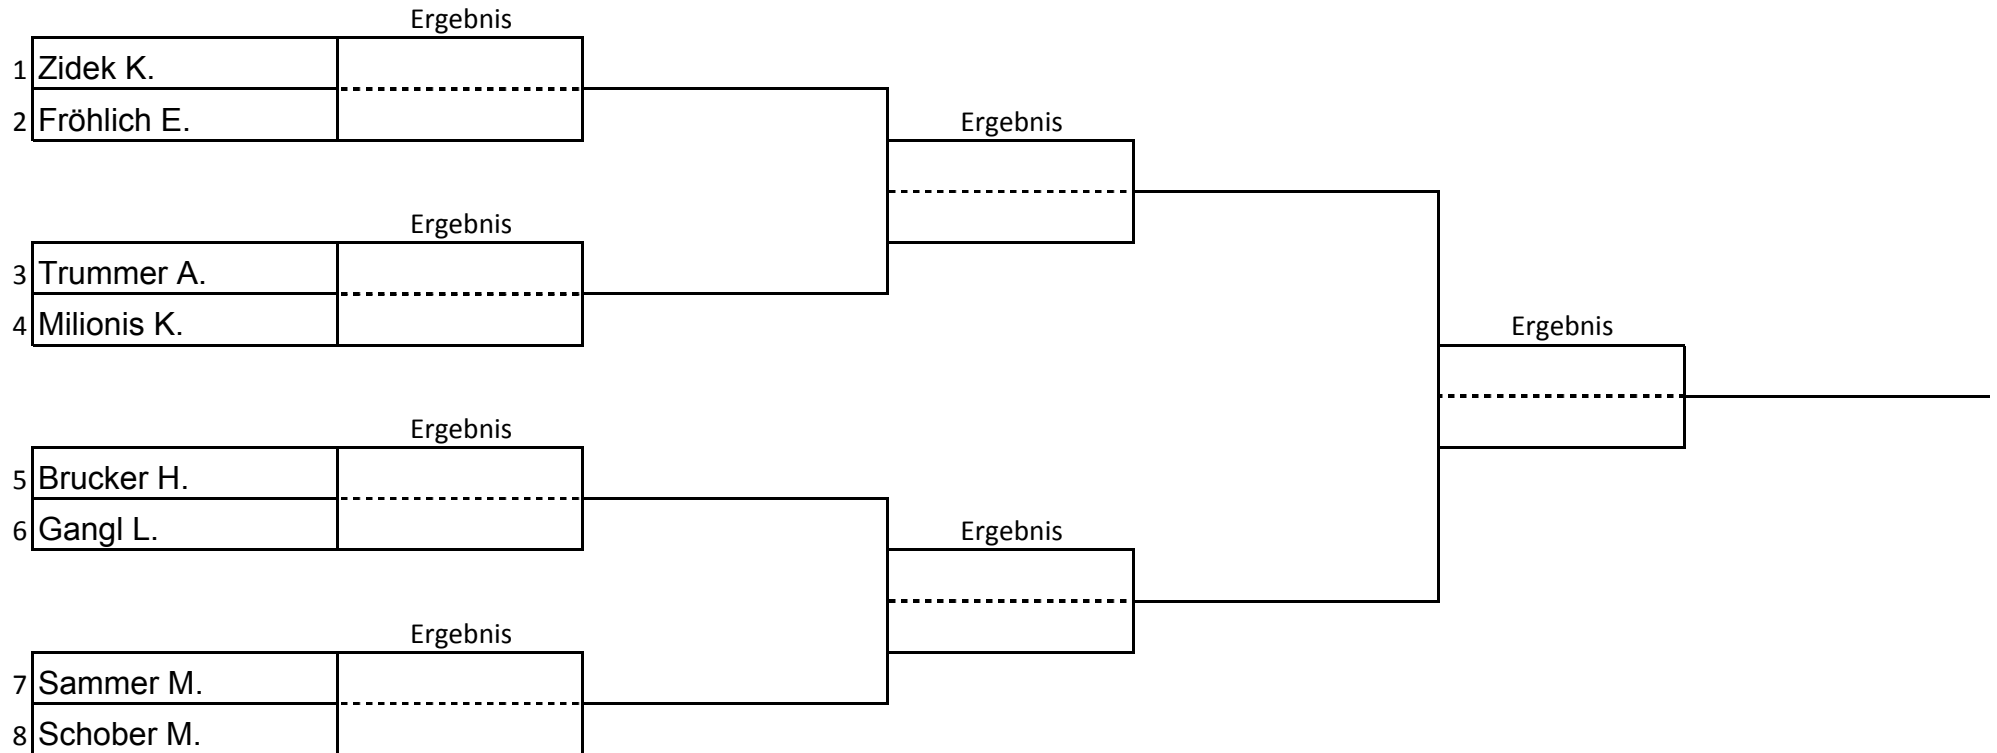 Ergebnis
1 Zidek K.
2 Fröhlich E.
Ergebnis
Ergebnis
3 Trummer A.
4 Milionis K.
Ergebnis
Ergebnis
5 Brucker H.
6 Gangl L.
Ergebnis
Ergebnis
7 Sammer M.
8 Schober M.